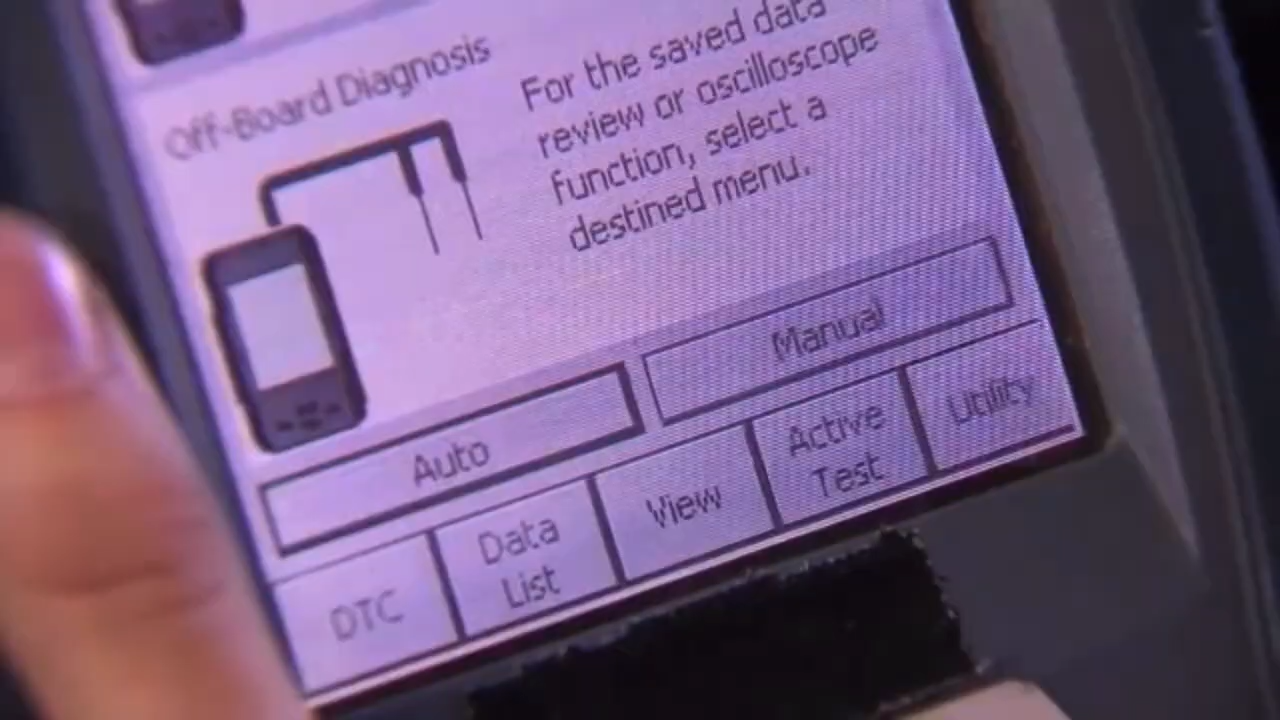 Off-Board Diagnosis
For the saved data
review or oscilloscope
function, select a
destined menu.
Auto
Manual
DTC
Data
List
View
Active
Test
Utility